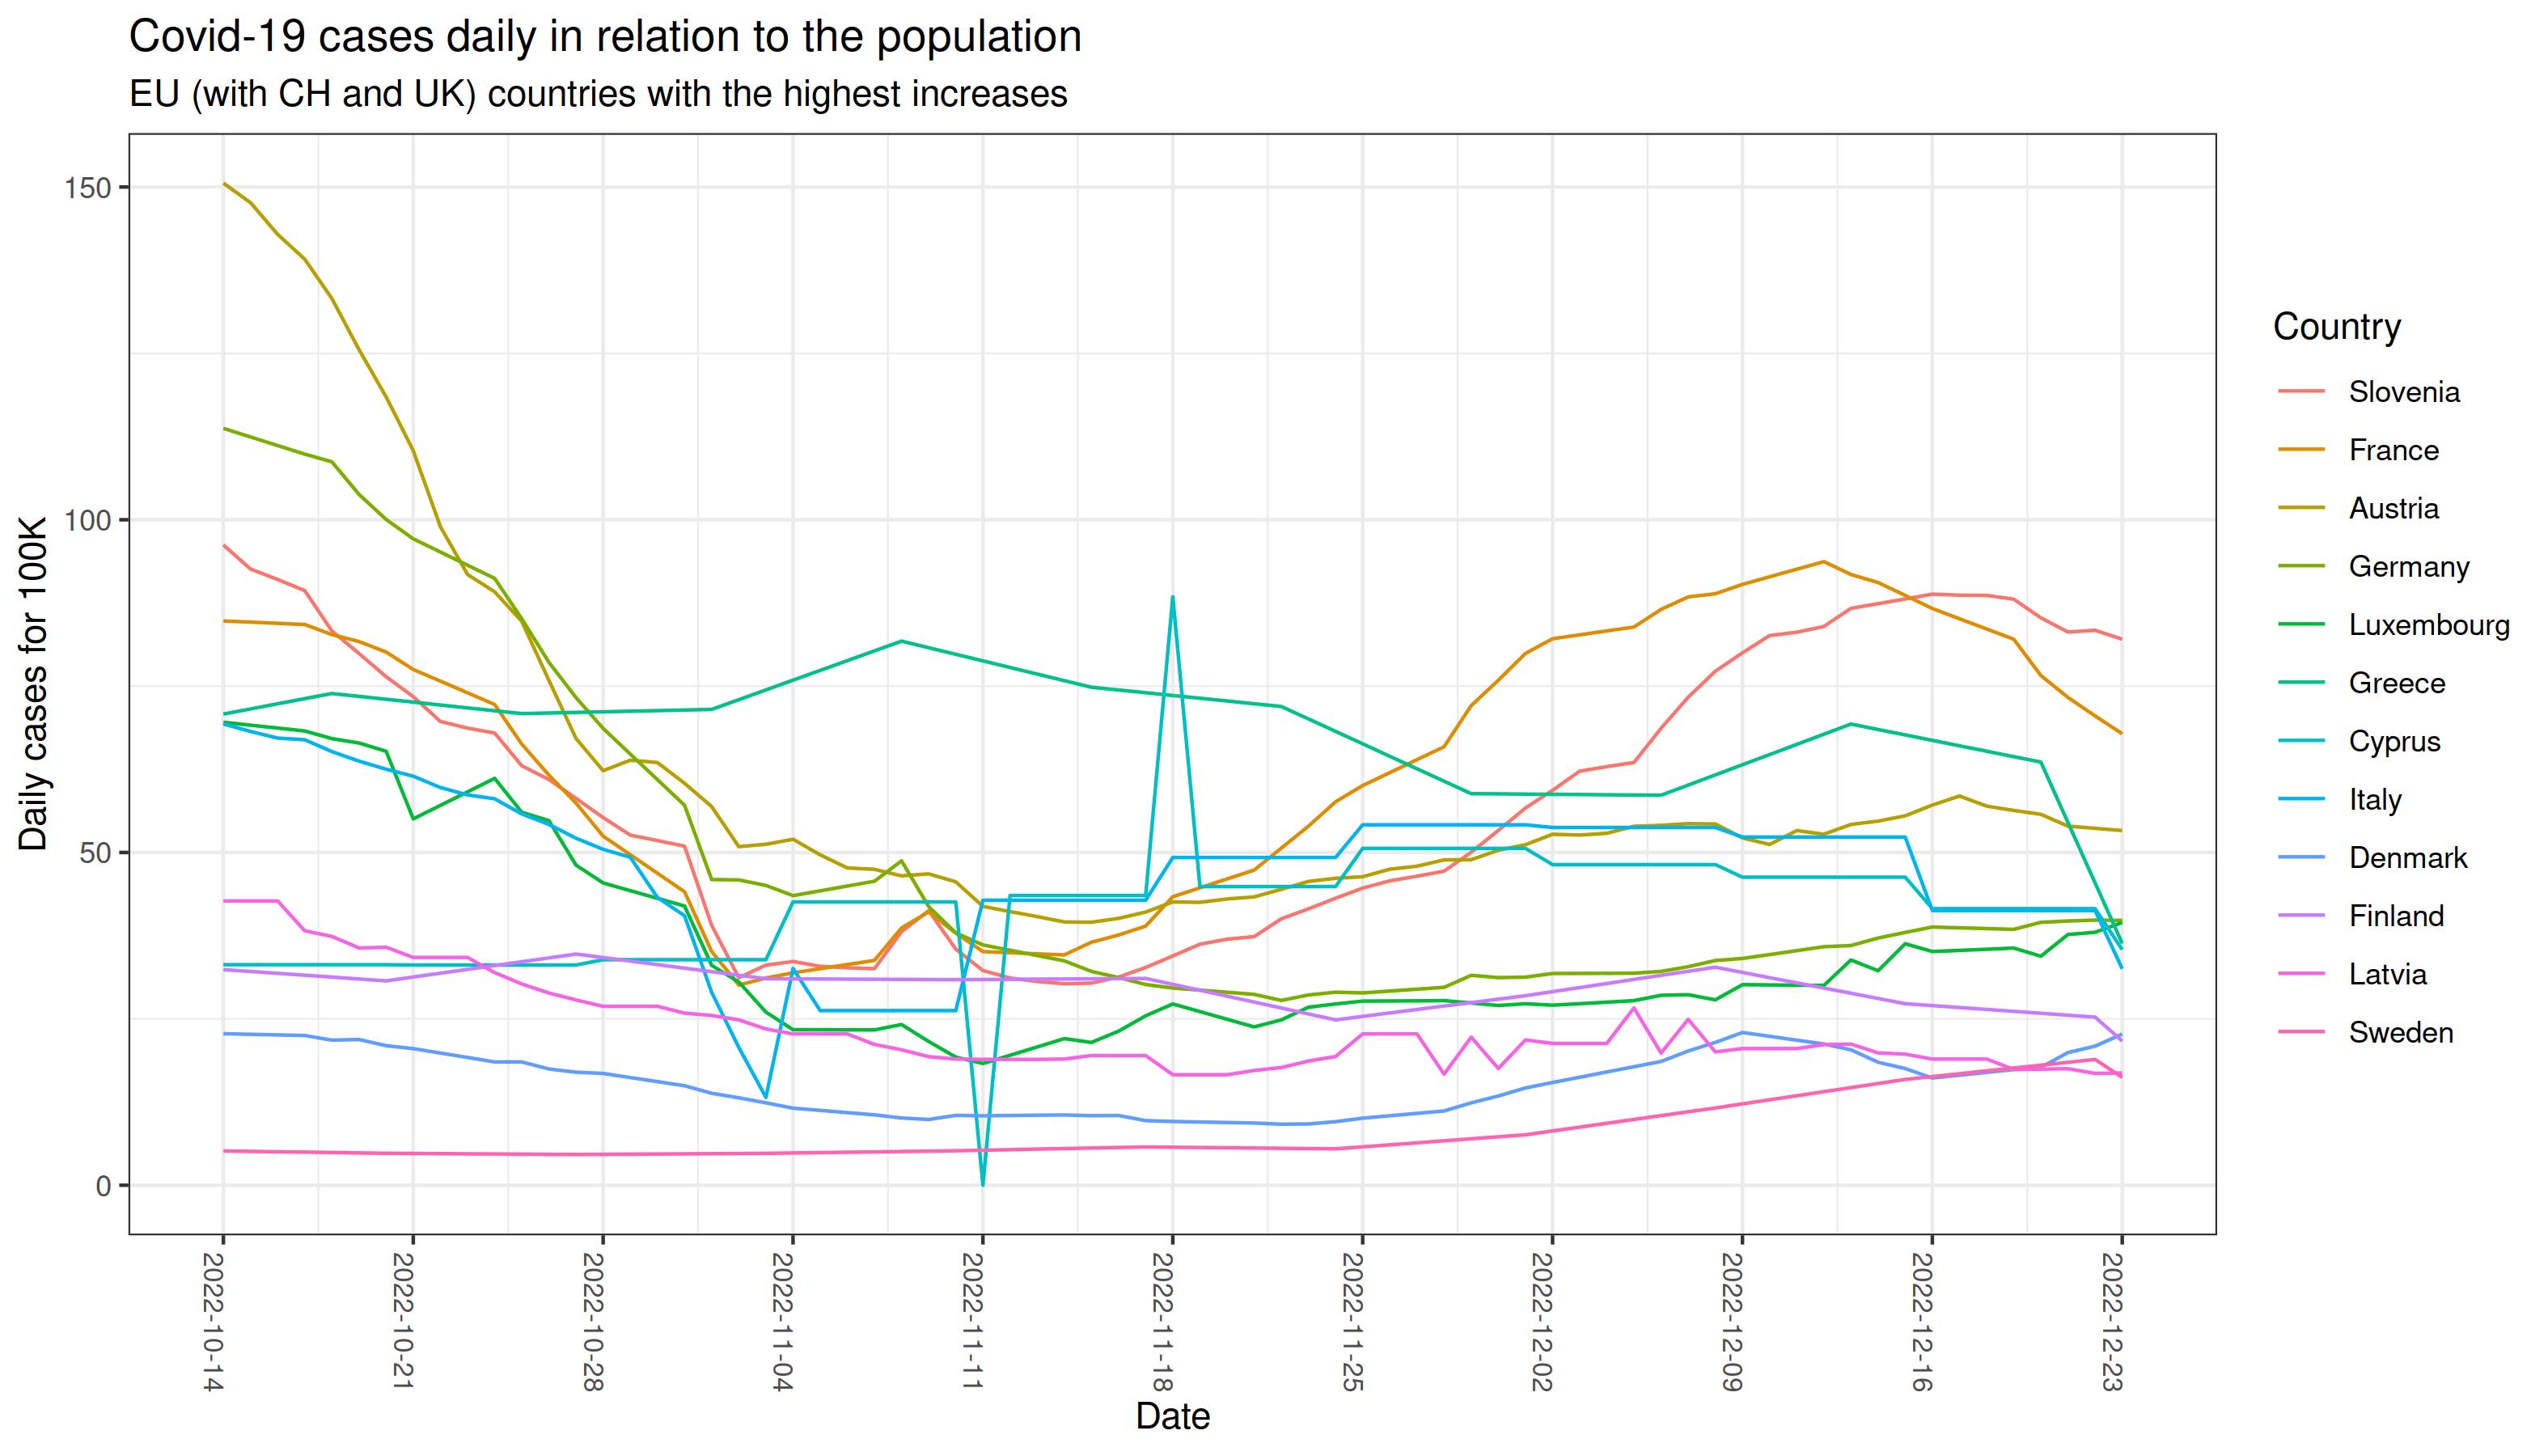 Covid-19 cases daily in relation to the population
EU (with CH and UK) countries with the highest increases
Daily cases for 100K
150
100
50
0
2022-10-14
2022-10-21
2022-10-28
2022-11-04
2022-11-11
2022-11-18
2022-11-25
2022-12-02
2022-12-09
2022-12-16
2022-12-23
Date
Country
Slovenia
France
Austria
Germany
Luxembourg
Greece
Cyprus
Italy
Denmark
Finland
Latvia
Sweden